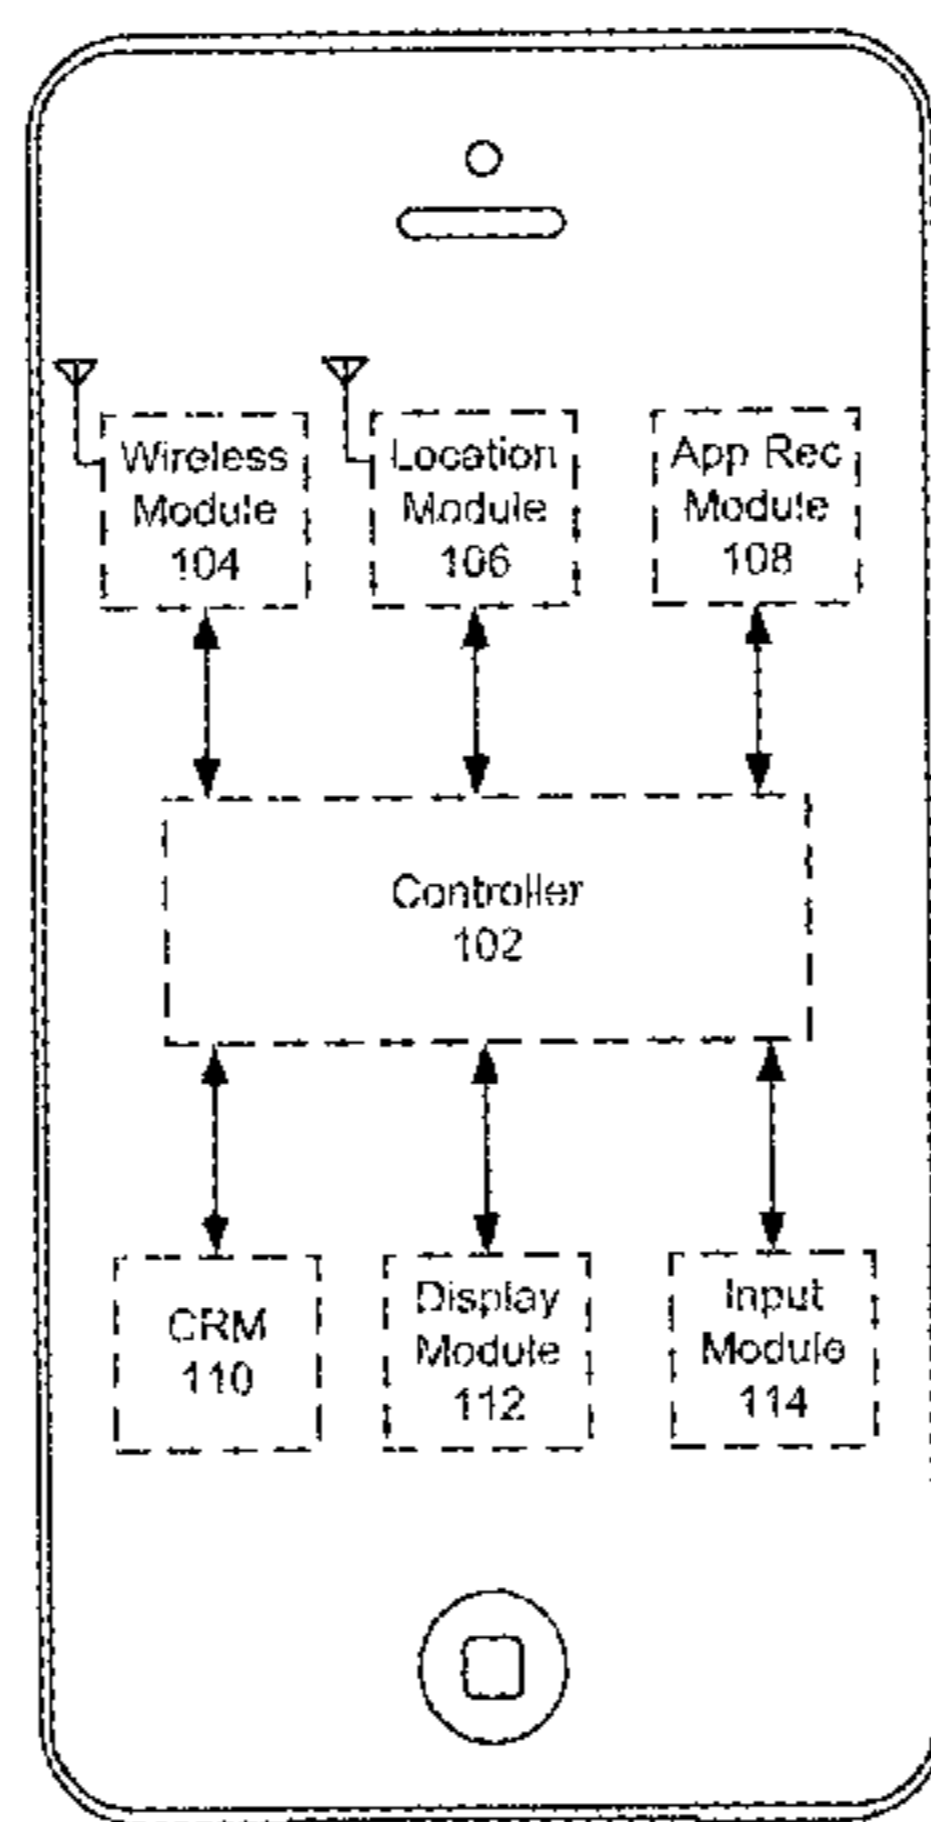 Wireless
Module
104
Location
Module
106
App Rec
Module
108
Controller
102
CRM
110
Display
Module
112
Input
Module
114